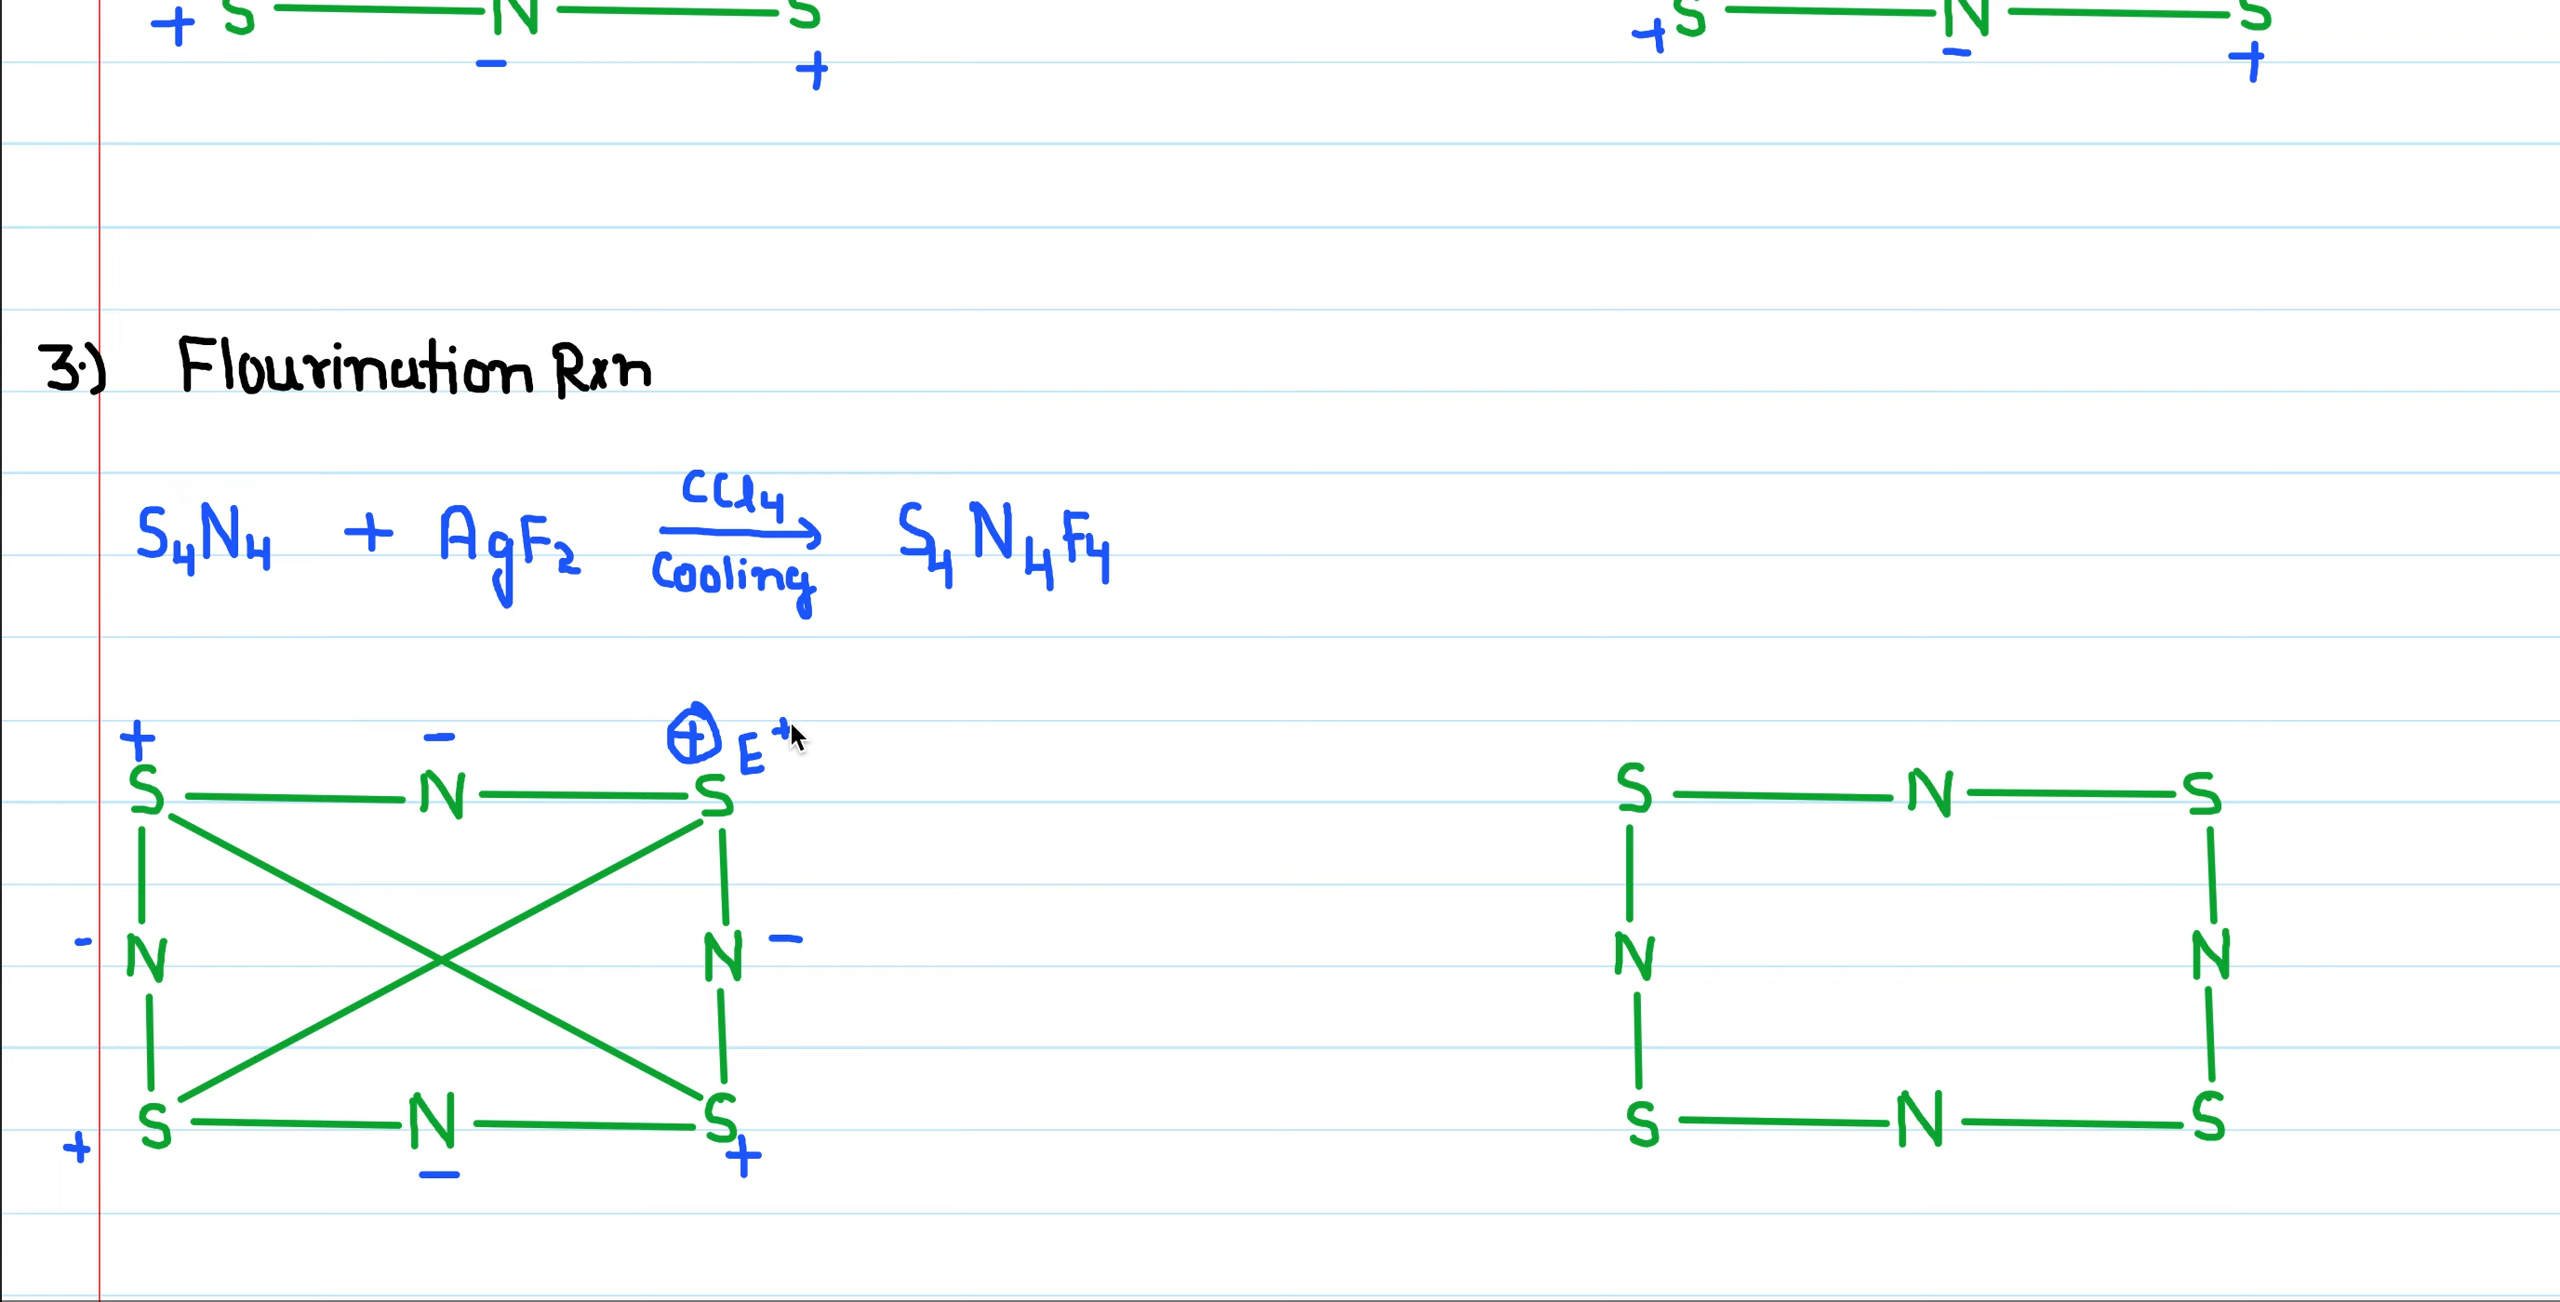 + S N S + S N S
- + - +
3.) Flourination Rxn
S₄N₄ + AgF₂ CCl₄ → Cooling S₄N₄F₄
+ - ⊕ E⁺
S N S S N S
- N N - N N
S N S S N S
+ - +